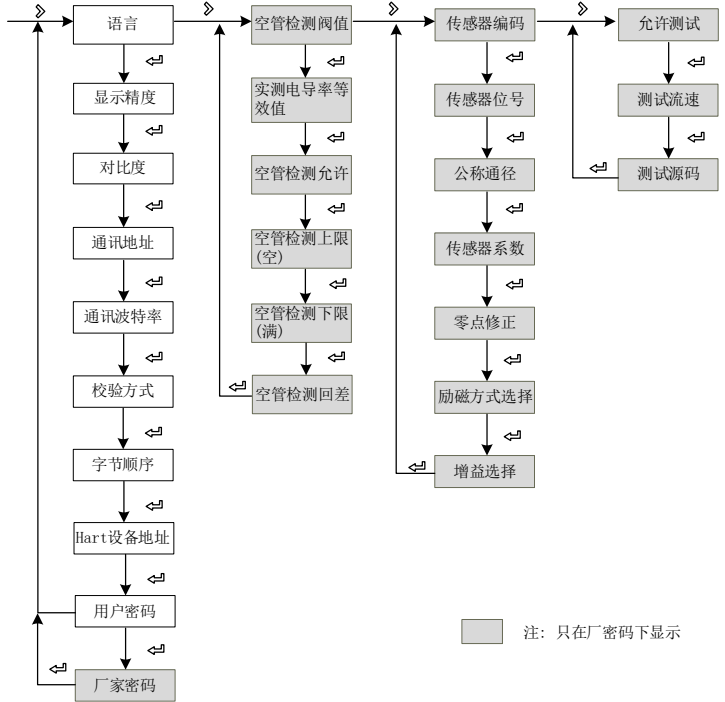 语言
显示精度
对比度
通讯地址
通讯波特率
校验方式
字节顺序
Hart设备地址
用户密码
厂家密码
空管检测阀值
实测电导率等
效值
空管检测允许
空管检测上限
(空)
空管检测下限
(满)
空管检测回差
传感器编码
传感器位号
公称通径
传感器系数
零点修正
励磁方式选择
增益选择
允许测试
测试流速
测试源码
注: 只在厂密码下显示